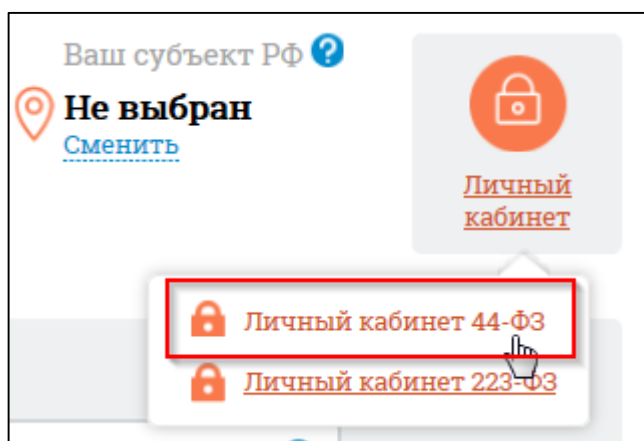 Ваш субъект РФ ?
Не выбран
Сменить
Личный
кабинет
Личный кабинет 44-ФЗ
Личный кабинет 223-ФЗ